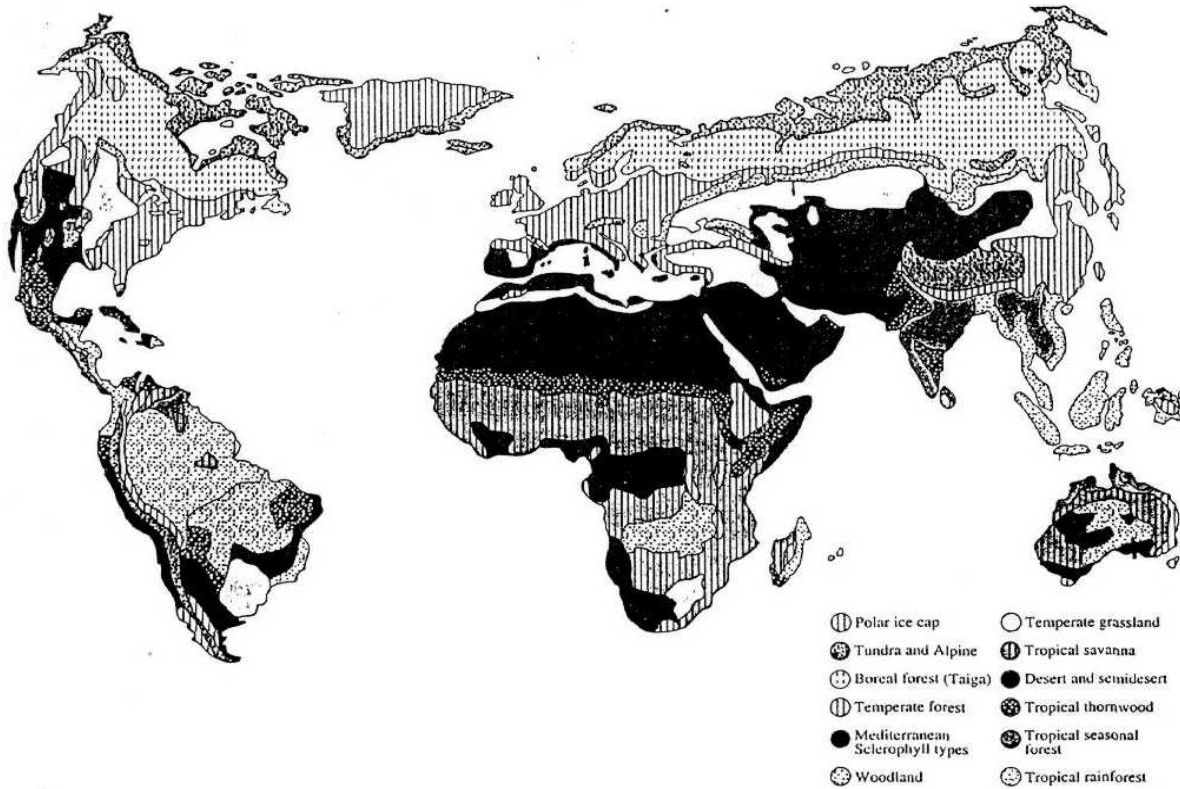 Polar ice cap
Tundra and Alpine
Boreal forest (Taiga)
Temperate forest
Mediterranean
Sclerophyll types
Woodland
Temperate grassland
Tropical savanna
Desert and semidesert
Tropical thornwood
Tropical seasonal
forest
Tropical rainforest